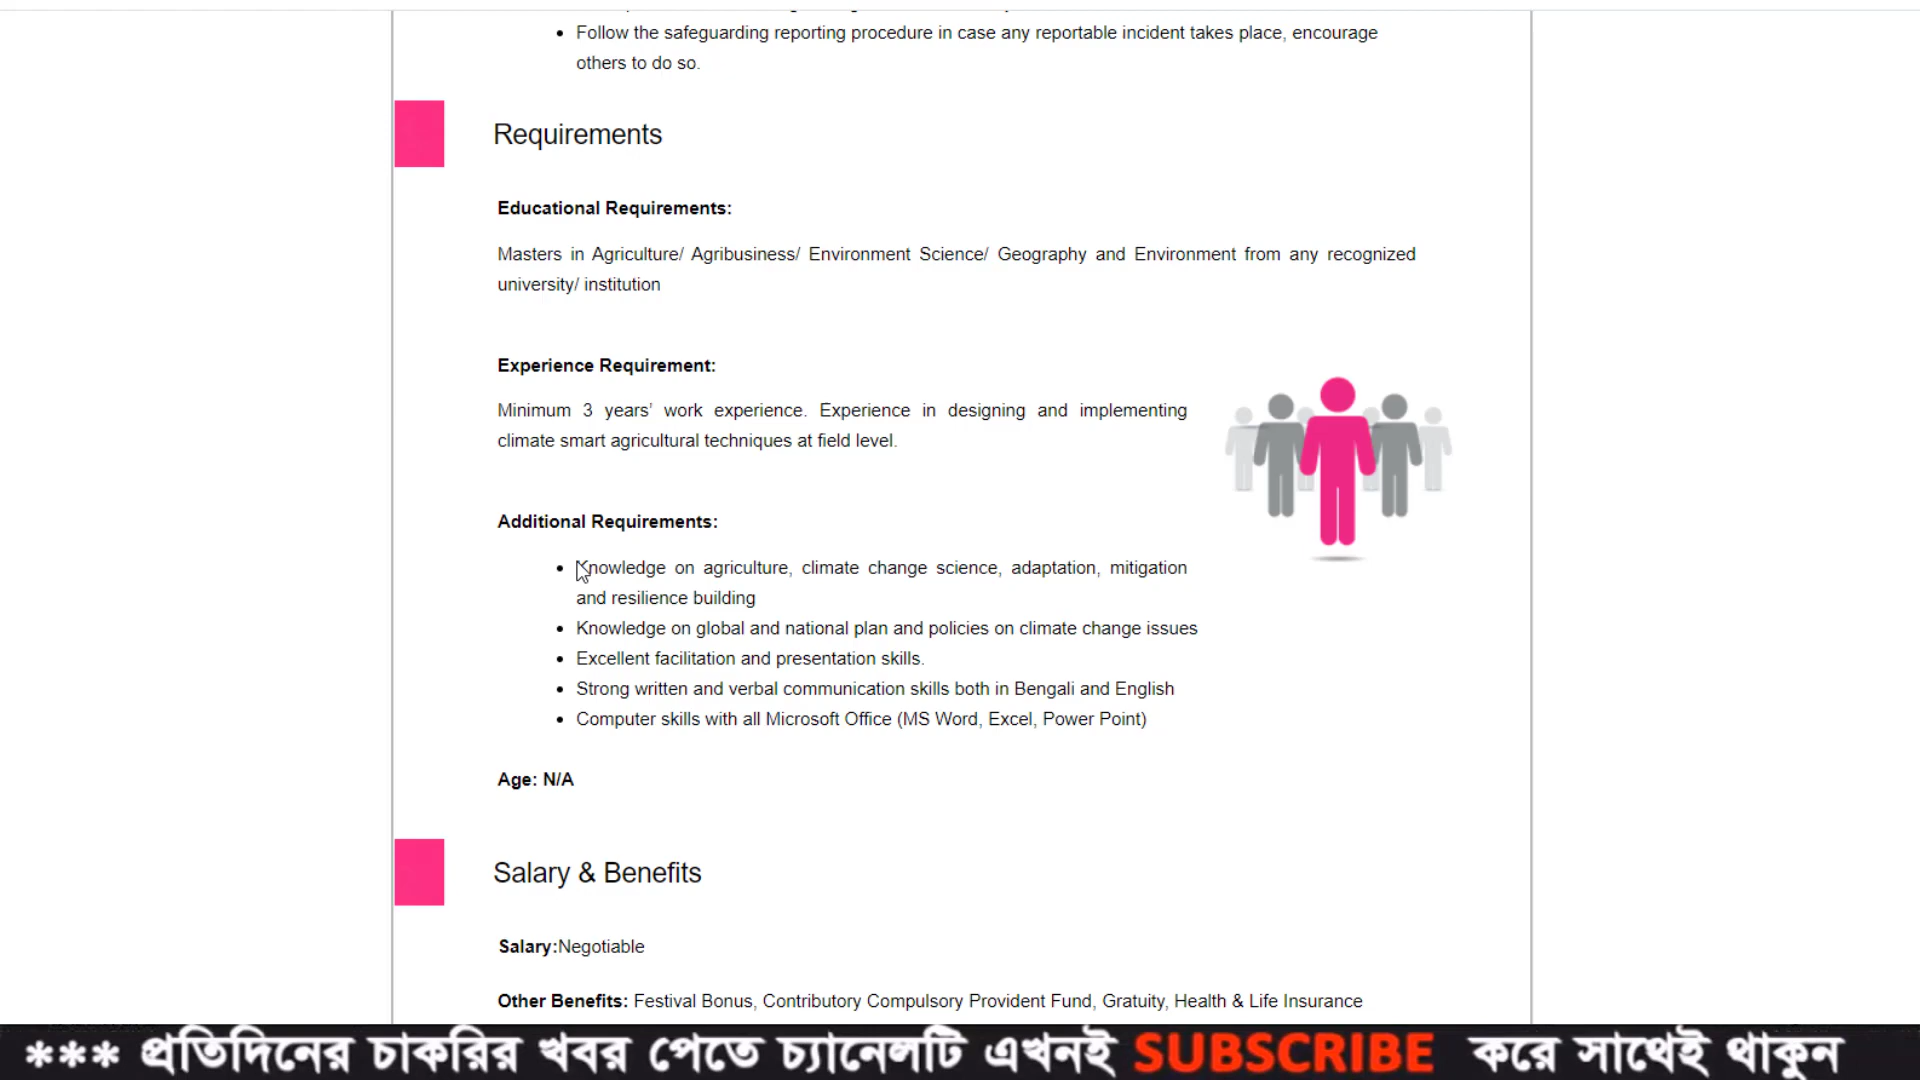 Follow the safeguarding reporting procedure in case any reportable incident takes place, encourage
others to do so.
Requirements
Educational Requirements:
Masters in Agriculture/ Agribusiness/ Environment Science/ Geography and Environment from any recognized
university/ institution
Experience Requirement:
Minimum 3 years’ work experience. Experience in designing and implementing
climate smart agricultural techniques at field level.
Additional Requirements:
Knowledge on agriculture, climate change science, adaptation, mitigation
and resilience building
Knowledge on global and national plan and policies on climate change issues
Excellent facilitation and presentation skills.
Strong written and verbal communication skills both in Bengali and English
Computer skills with all Microsoft Office (MS Word, Excel, Power Point)
Age: N/A
Salary & Benefits
Salary:Negotiable
Other Benefits: Festival Bonus, Contributory Compulsory Provident Fund, Gratuity, Health & Life Insurance
*** প্রতিদিনের চাকরির খবর পেতে চ্যানেলটি এখনই SUBSCRIBE করে সাথেই থাকুন